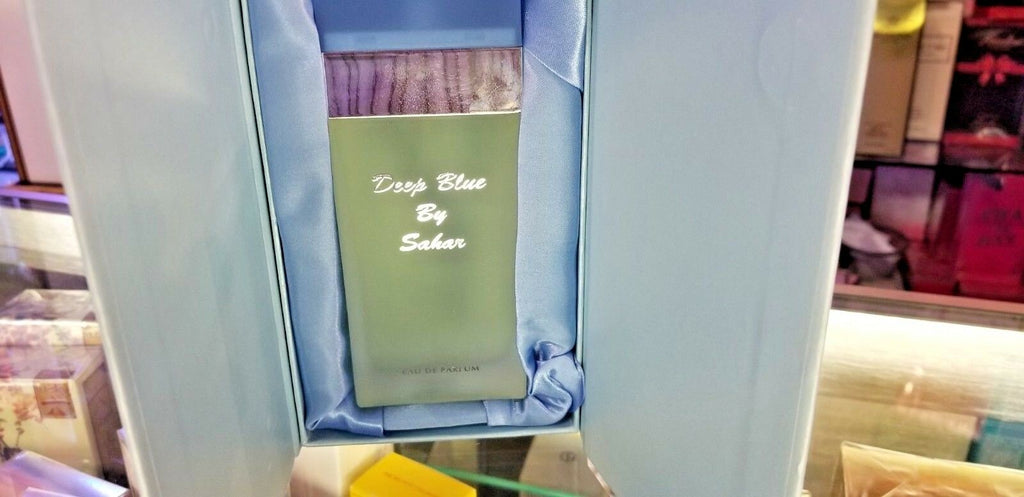 Deep Blue
By
Sahar
EAU DE PARFUM